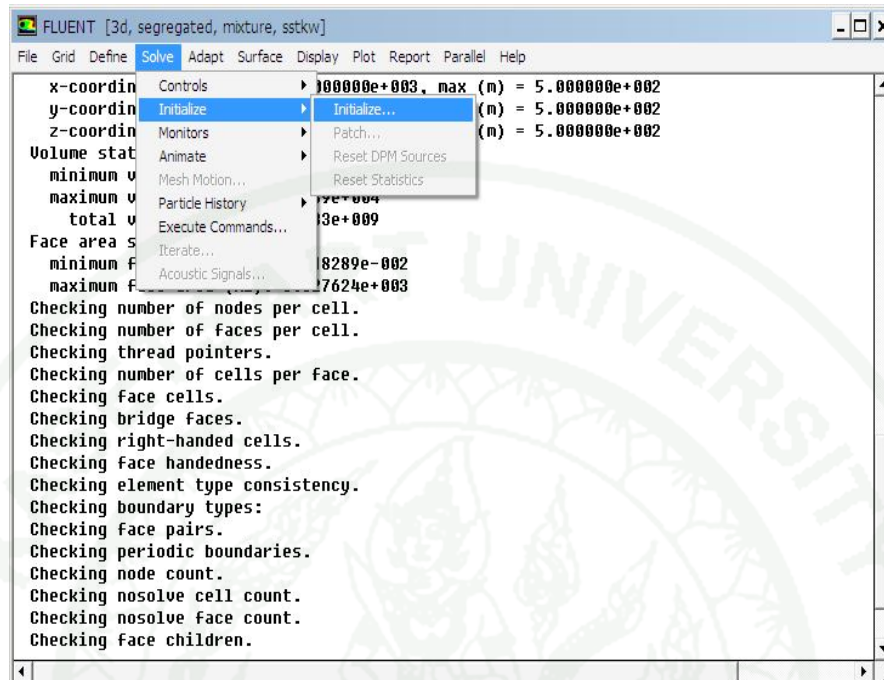 FLUENT [3d, segregated, mixture, sstkw]
File Grid Define Solve Adapt Surface Display Plot Report Parallel Help
x-coordin 00000e+003, max (m) = 5.000000e+002
y-coordin (m) = 5.000000e+002
z-coordin (m) = 5.000000e+002
Volume stat
minimum v
maximum v
total v 3e+009
Face area s
minimum f 8289e-002
maximum f 7624e+003
Controls
Initialize
Monitors
Animate
Mesh Motion...
Particle History
Execute Commands...
Iterate...
Acoustic Signals...
Initialize...
Patch...
Reset DPM Sources
Reset Statistics
Checking number of nodes per cell.
Checking number of faces per cell.
Checking thread pointers.
Checking number of cells per face.
Checking face cells.
Checking bridge faces.
Checking right-handed cells.
Checking face handedness.
Checking element type consistency.
Checking boundary types:
Checking face pairs.
Checking periodic boundaries.
Checking node count.
Checking nosolve cell count.
Checking nosolve face count.
Checking face children.